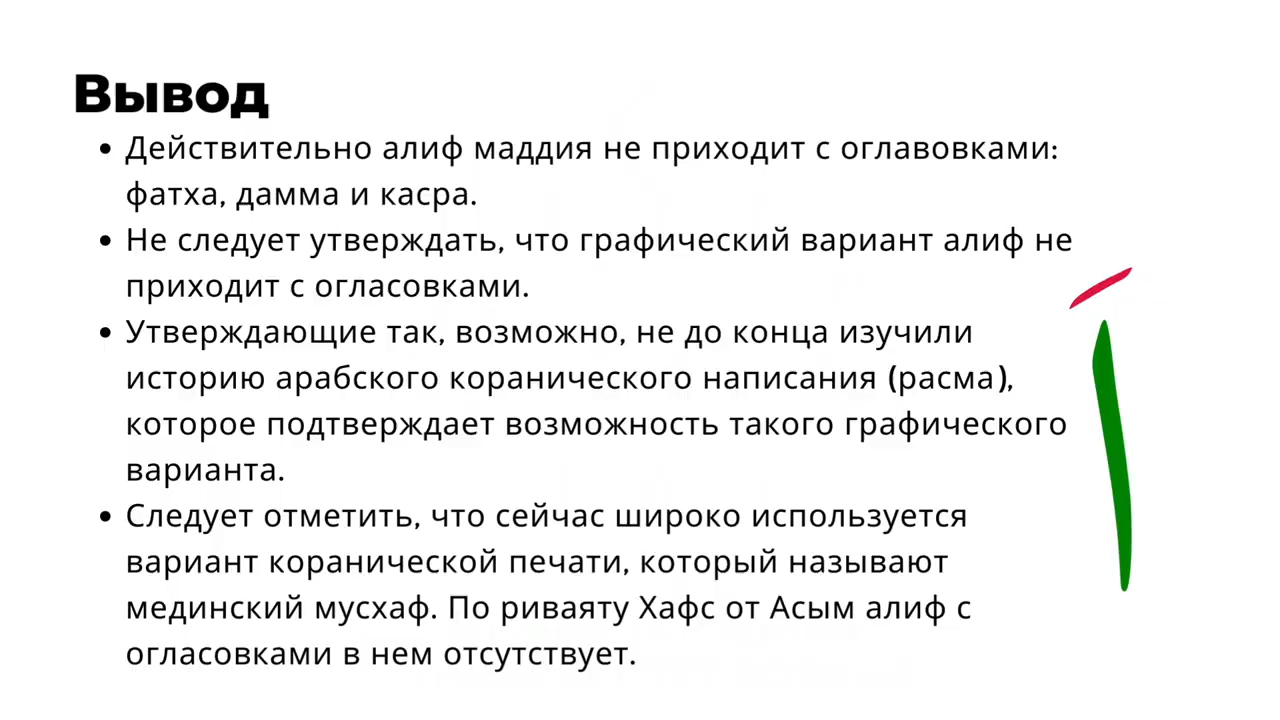 Вывод
• Действительно алиф маддия не приходит с оглавовками:
фатха, дамма и касра.
• Не следует утверждать, что графический вариант алиф не
приходит с огласовками.
• Утверждающие так, возможно, не до конца изучили
историю арабского коранического написания (расма),
которое подтверждает возможность такого графического
варианта.
• Следует отметить, что сейчас широко используется
вариант коранической печати, который называют
мединский мусхаф. По риваяту Хафс от Асым алиф с
огласовками в нем отсутствует.